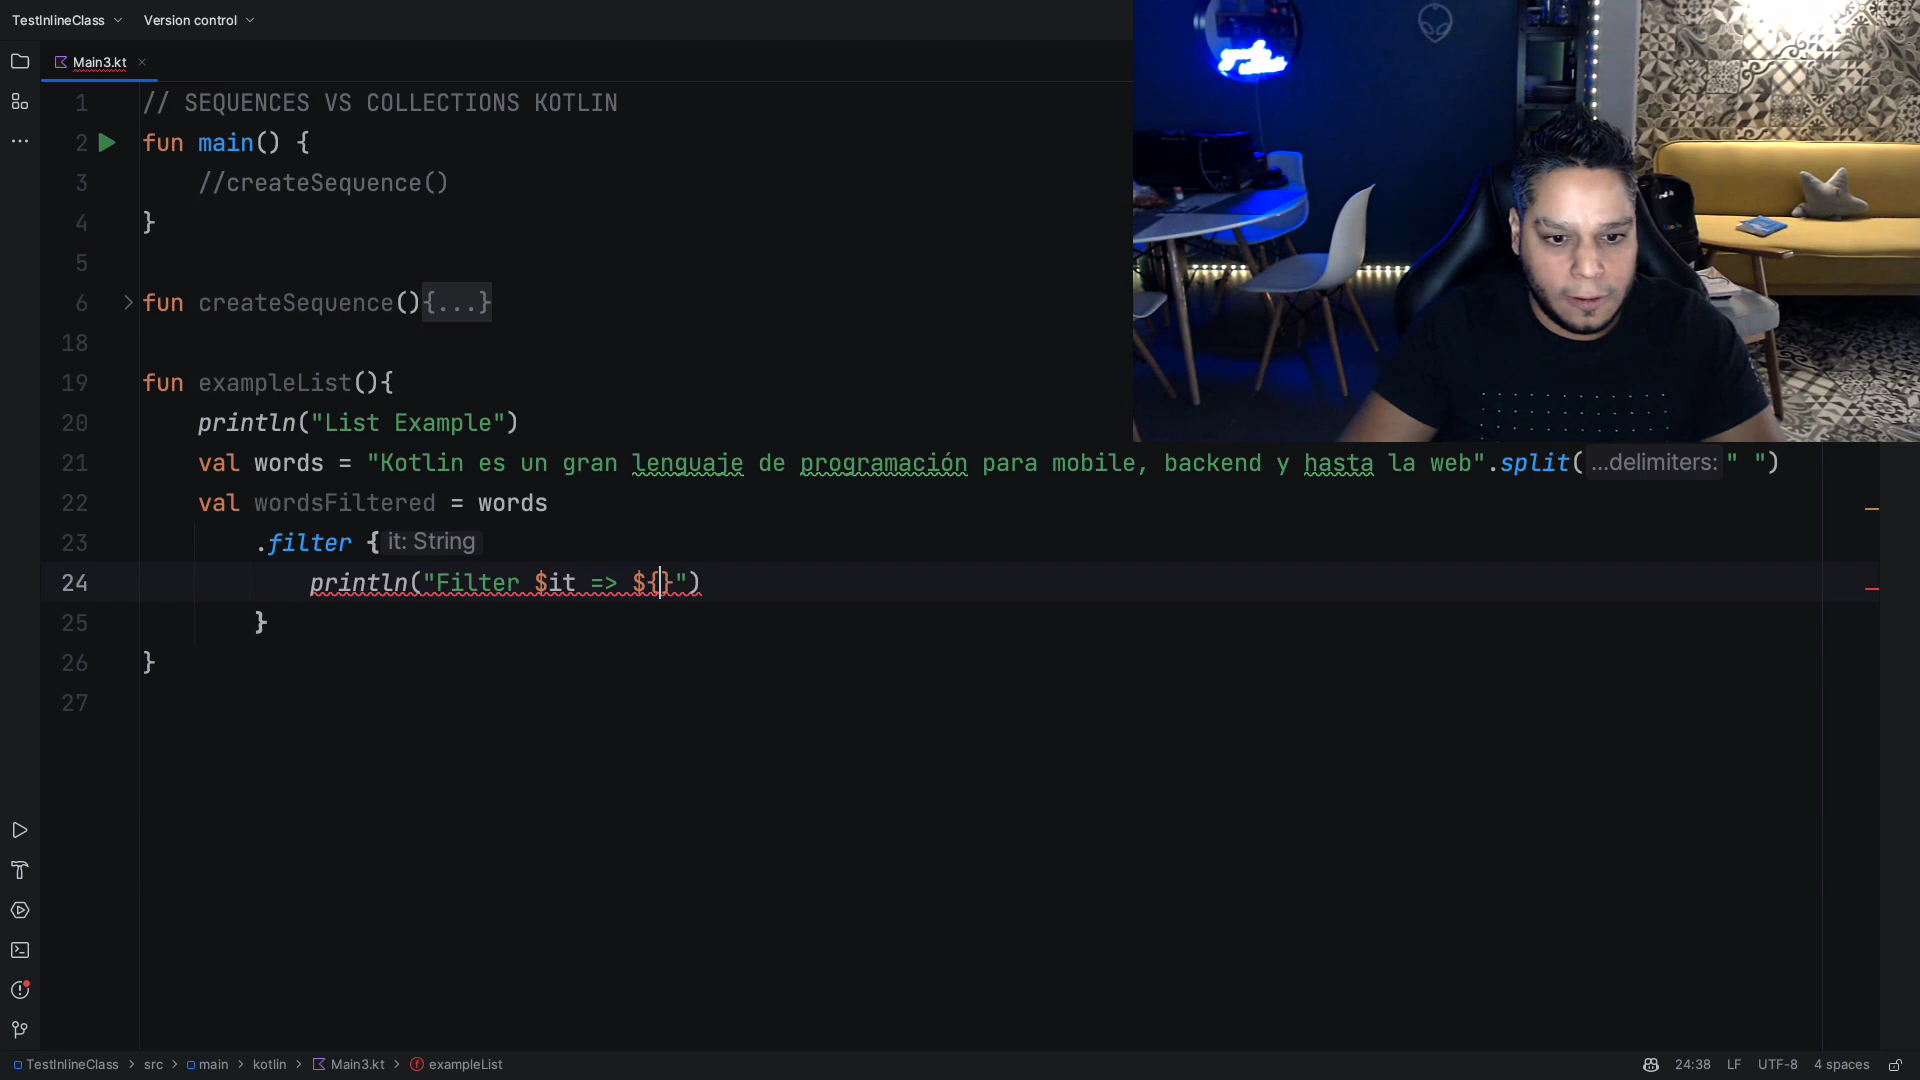 TestInlineClass Version control
Main3.kt
1 // SEQUENCES VS COLLECTIONS KOTLIN
2 fun main() {
3 //createSequence()
4 }
5
6 fun createSequence(){...}
18
19 fun exampleList(){
20 println("List Example")
21 val words = "Kotlin es un gran lenguaje de programación para mobile, backend y hasta la web".split( ...delimiters: " ")
22 val wordsFiltered = words
23 .filter { it: String
24 println("Filter $it => ${}")
25 }
26 }
27
TestInlineClass > src > main > kotlin > Main3.kt > exampleList 24:38 LF UTF-8 4 spaces